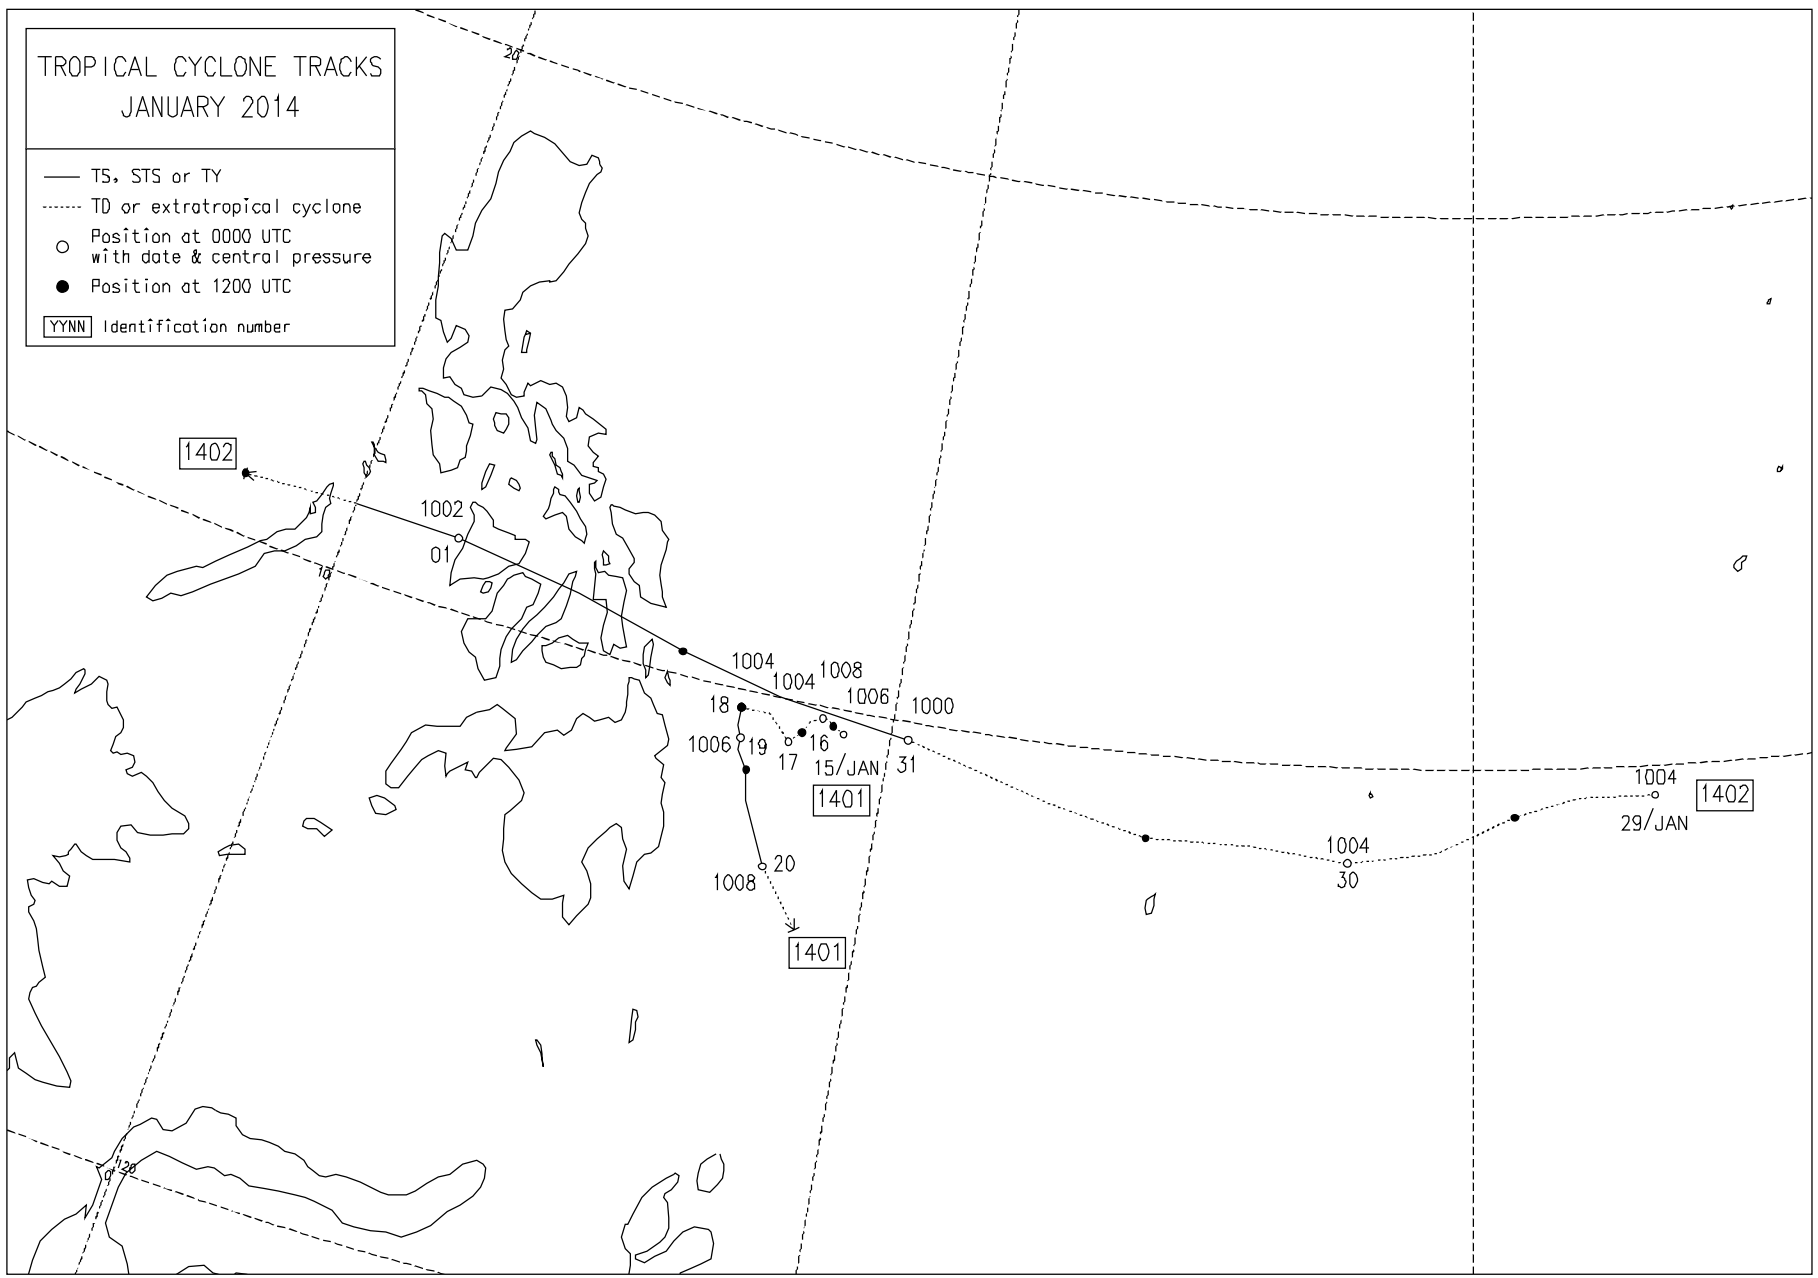 TROPICAL CYCLONE TRACKS
JANUARY 2014
TS, STS or TY
TD or extratropical cyclone
Position at 0000 UTC
with date & central pressure
Position at 1200 UTC
YYNN Identification number
20
1402
1002
01
10
1004
1008
1004
1006
1000
18
1006
19
17
16
15/JAN
31
1401
1004
1402
29/JAN
1004
30
20
1008
1401
0
120